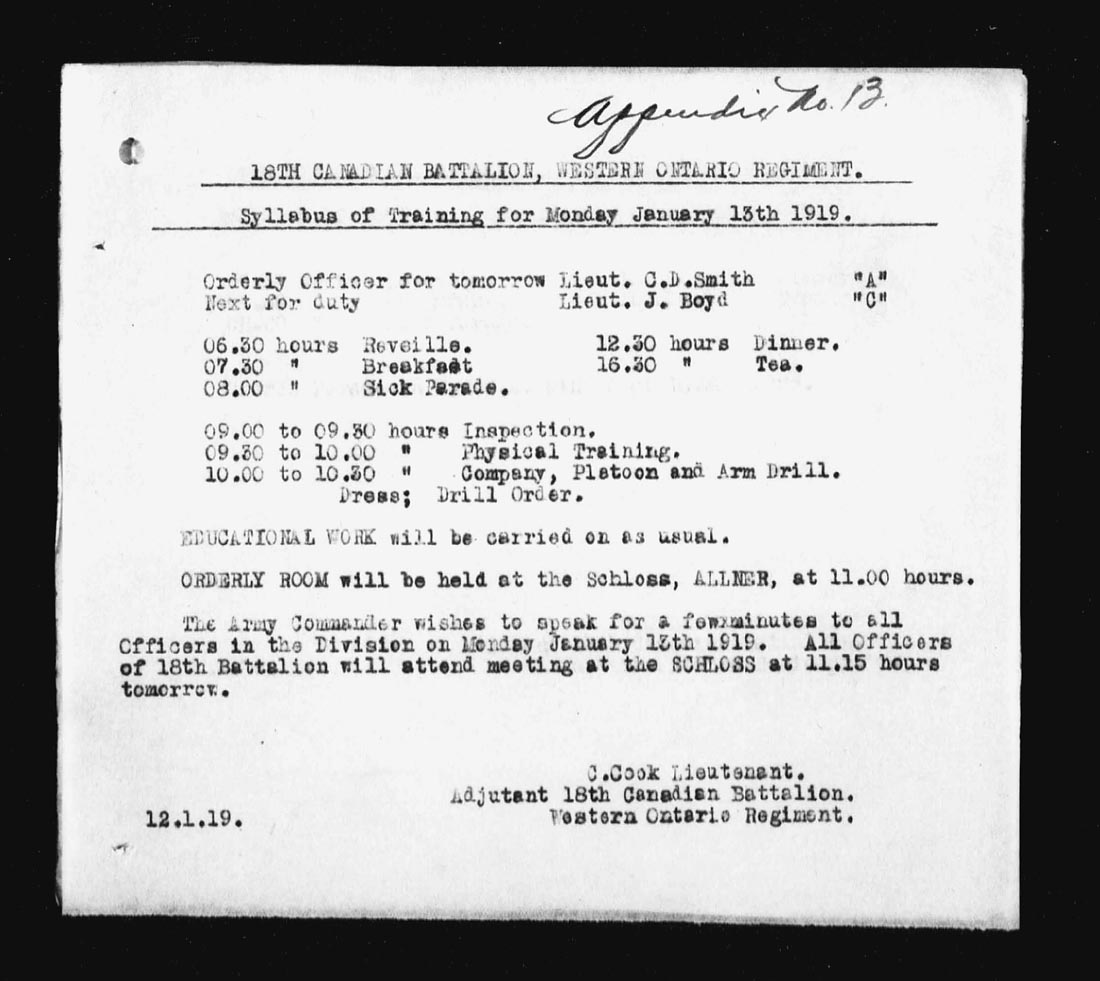 Appendix No. 13.
18TH CANADIAN BATTALION, WESTERN ONTARIO REGIMENT.
Syllabus of Training for Monday January 13th 1919.
Orderly Officer for tomorrow Lieut. C.D.Smith "A"
Next for duty Lieut. J. Boyd "C"
06.30 hours Reveille. 12.30 hours Dinner.
07.30 " Breakfast 16.30 " Tea.
08.00 " Sick Parade.
09.00 to 09.30 hours Inspection.
09.30 to 10.00 " Physical Training.
10.00 to 10.30 " Company, Platoon and Arm Drill.
Dress; Drill Order.
EDUCATIONAL WORK will be carried on as usual.
ORDERLY ROOM will be held at the Schloss, ALLNER, at 11.00 hours.
The Army Commander wishes to speak for a few minutes to all
Officers in the Division on Monday January 13th 1919. All Officers
of 18th Battalion will attend meeting at the SCHLOSS at 11.15 hours
tomorrow.
C.Cook Lieutenant.
Adjutant 18th Canadian Battalion.
12.1.19. Western Ontario Regiment.